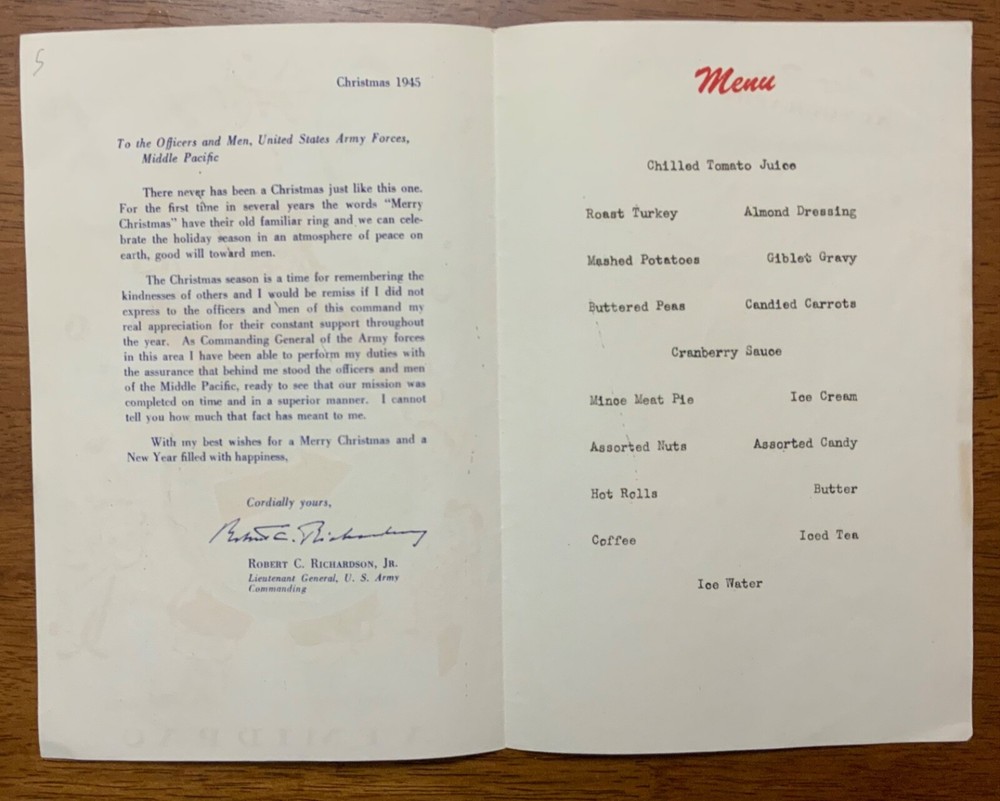 5
Christmas 1945
To the Officers and Men, United States Army Forces,
Middle Pacific
There never has been a Christmas just like this one.
For the first time in several years the words "Merry
Christmas" have their old familiar ring and we can cele-
brate the holiday season in an atmosphere of peace on
earth, good will toward men.
The Christmas season is a time for remembering the
kindnesses of others and I would be remiss if I did not
express to the officers and men of this command my
real appreciation for their constant support throughout
the year. As Commanding General of the Army forces
in this area I have been able to perform my duties with
the assurance that behind me stood the officers and men
of the Middle Pacific, ready to see that our mission was
completed on time and in a superior manner. I cannot
tell you how much that fact has meant to me.
With my best wishes for a Merry Christmas and a
New Year filled with happiness,
Cordially yours,
Robert C. Richardson
ROBERT C. RICHARDSON, JR.
Lieutenant General, U. S. Army
Commanding
Menu
Chilled Tomato Juice
Roast Turkey Almond Dressing
Mashed Potatoes Giblet Gravy
Buttered Peas Candied Carrots
Cranberry Sauce
Mince Meat Pie Ice Cream
Assorted Nuts Assorted Candy
Hot Rolls Butter
Coffee Iced Tea
Ice Water